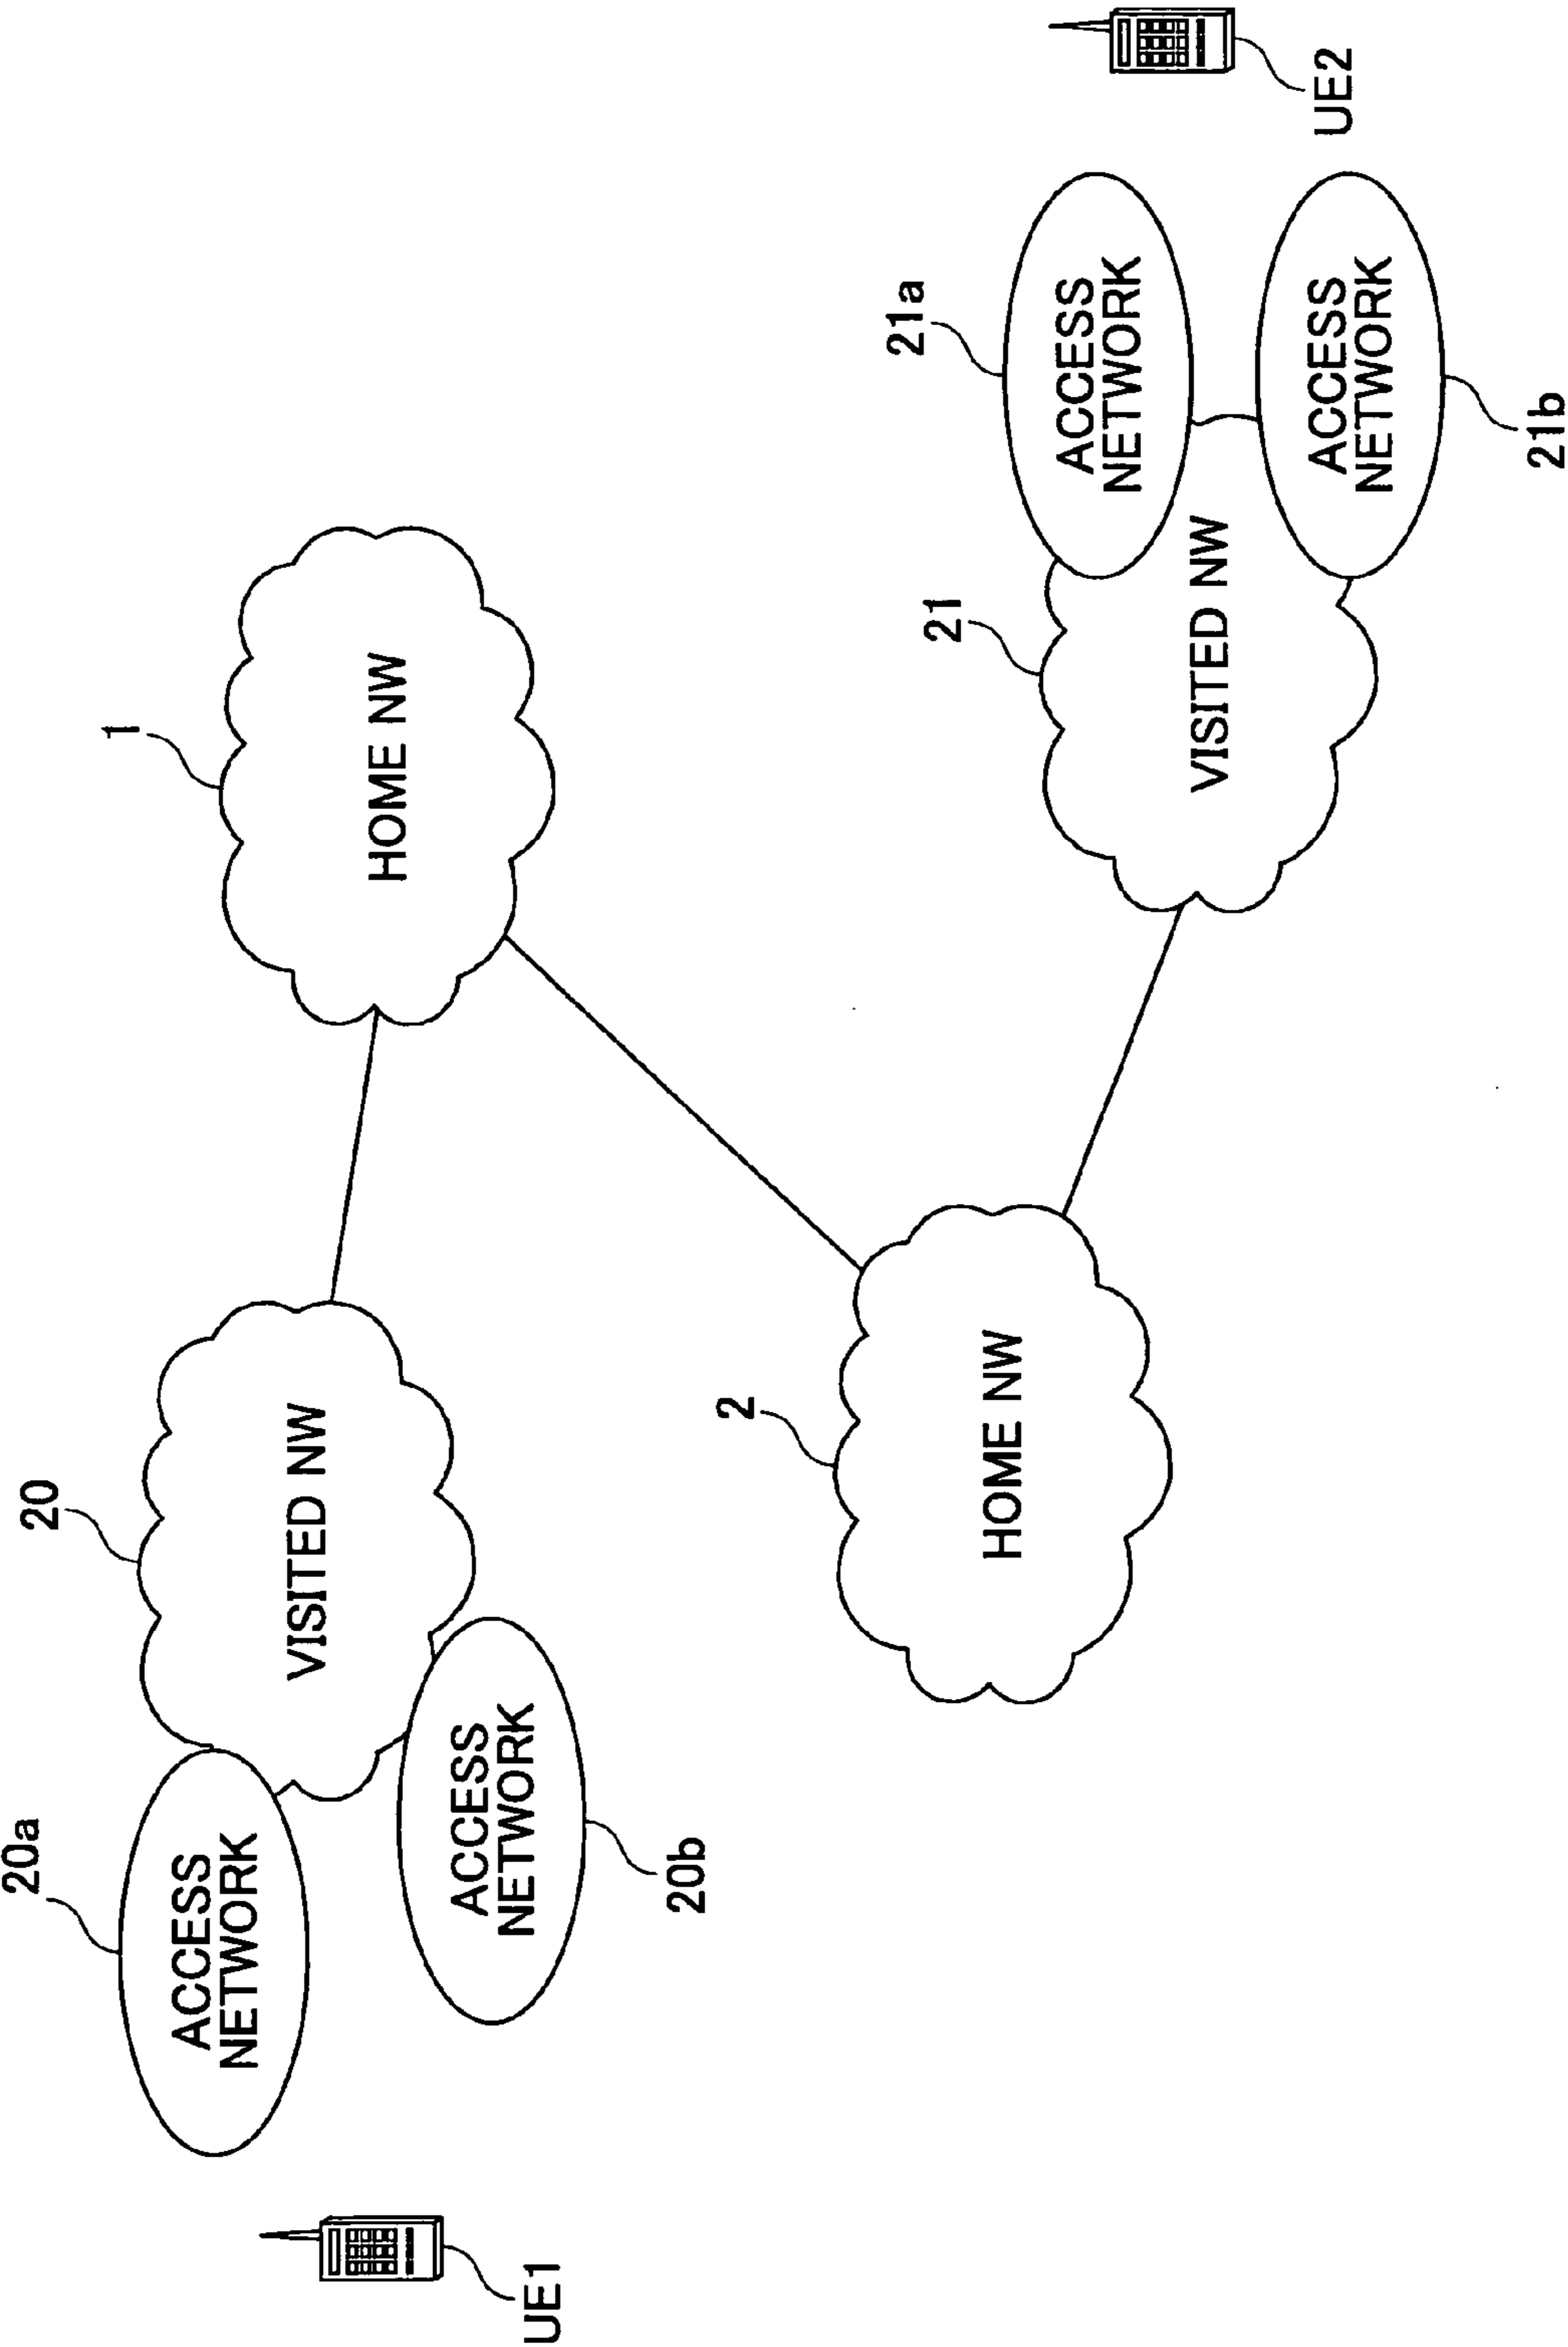 1
HOME NW
20
VISITED NW
20a
ACCESS
NETWORK
20b
ACCESS
NETWORK
UE1
2
HOME NW
21
VISITED NW
21a
ACCESS
NETWORK
21b
ACCESS
NETWORK
UE2